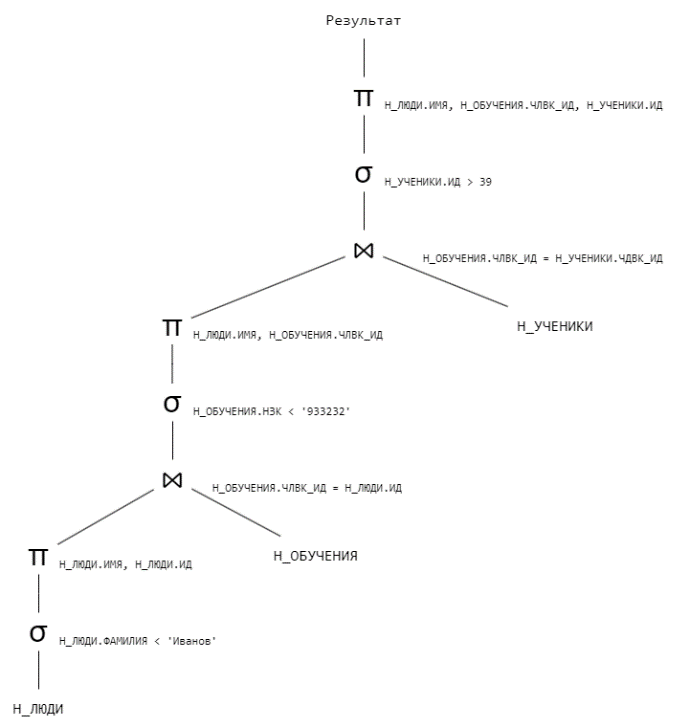 Результат
π Н_ЛЮДИ.ИМЯ, Н_ОБУЧЕНИЯ.ЧЛВК_ИД, Н_УЧЕНИКИ.ИД
σ Н_УЧЕНИКИ.ИД > 39
⋈ Н_ОБУЧЕНИЯ.ЧЛВК_ИД = Н_УЧЕНИКИ.ЧДВК_ИД
Н_УЧЕНИКИ
π Н_ЛЮДИ.ИМЯ, Н_ОБУЧЕНИЯ.ЧЛВК_ИД
σ Н_ОБУЧЕНИЯ.НЗК < '933232'
⋈ Н_ОБУЧЕНИЯ.ЧЛВК_ИД = Н_ЛЮДИ.ИД
Н_ОБУЧЕНИЯ
π Н_ЛЮДИ.ИМЯ, Н_ЛЮДИ.ИД
σ Н_ЛЮДИ.ФАМИЛИЯ < 'Иванов'
Н_ЛЮДИ